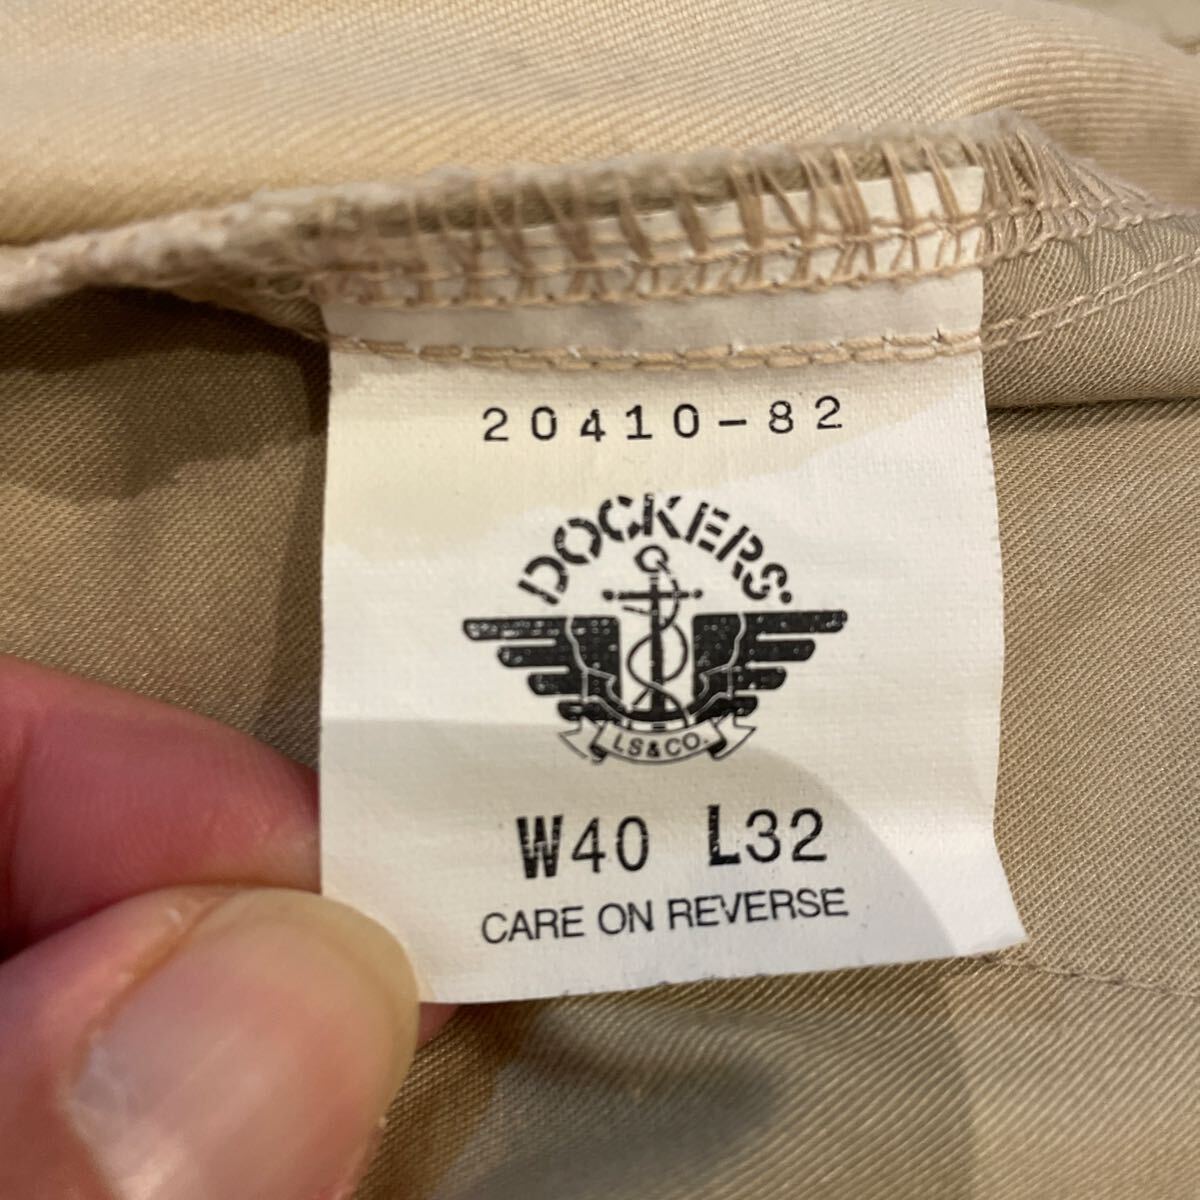 20410-82
DOCKERS®
LS&CO.
W40 L32
CARE ON REVERSE